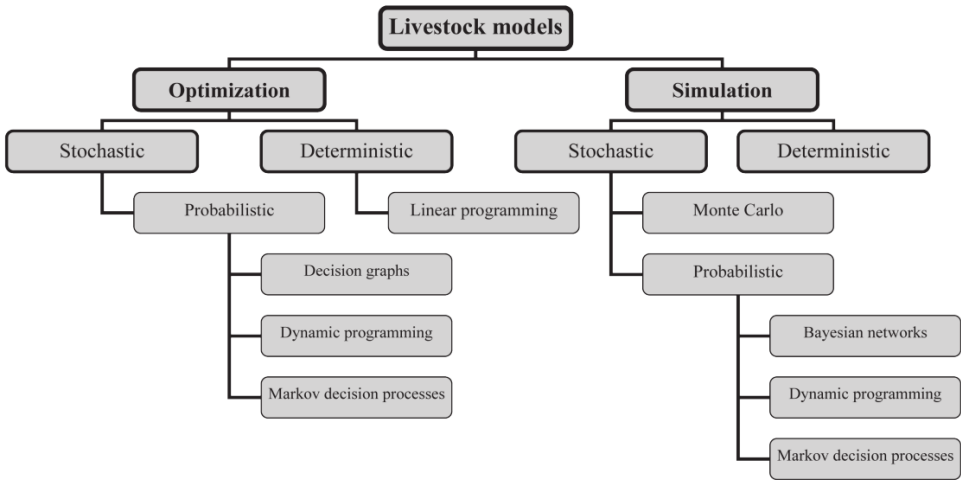 Livestock models
Optimization
Simulation
Stochastic
Deterministic
Stochastic
Deterministic
Probabilistic
Linear programming
Monte Carlo
Decision graphs
Probabilistic
Dynamic programming
Bayesian networks
Markov decision processes
Dynamic programming
Markov decision processes